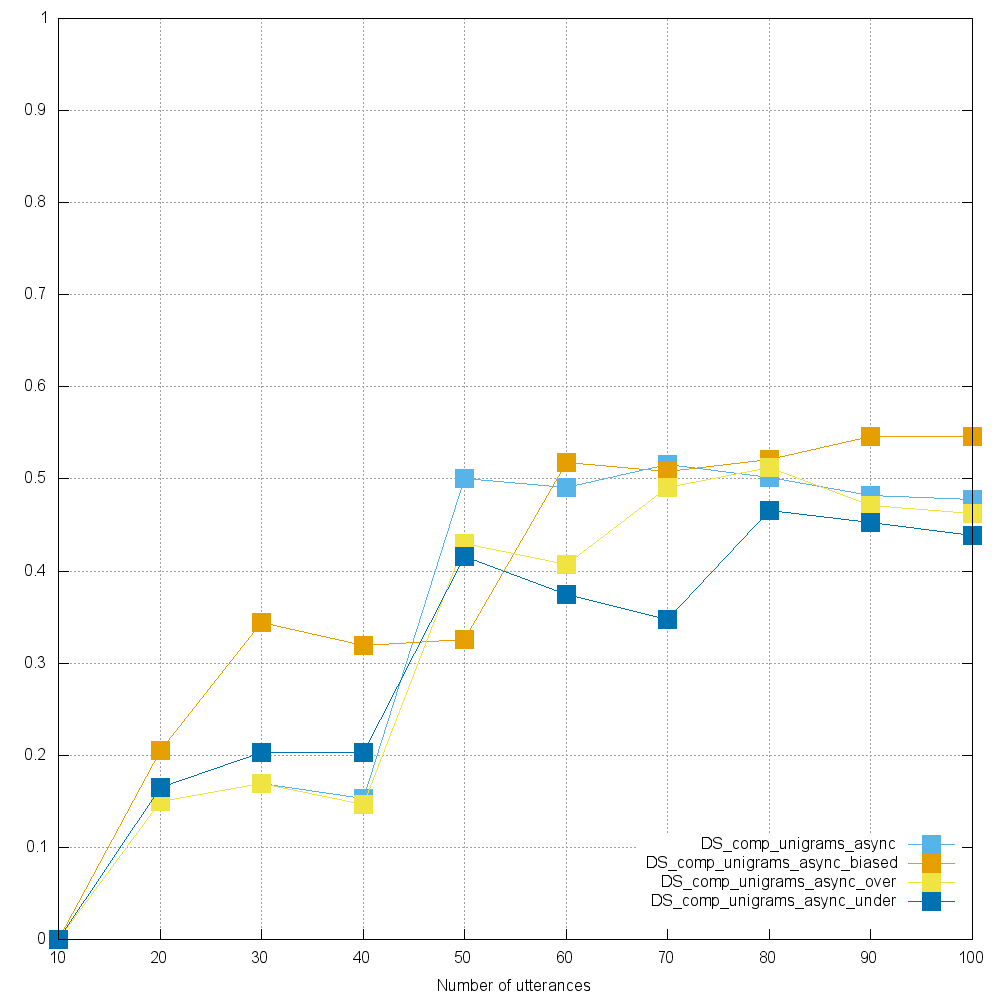 1
0.9
0.8
0.7
0.6
0.5
0.4
0.3
0.2
0.1
0
DS_comp_unigrams_async
DS_comp_unigrams_async_biased
DS_comp_unigrams_async_over
DS_comp_unigrams_async_under
10 20 30 40 50 60 70 80 90 100
Number of utterances